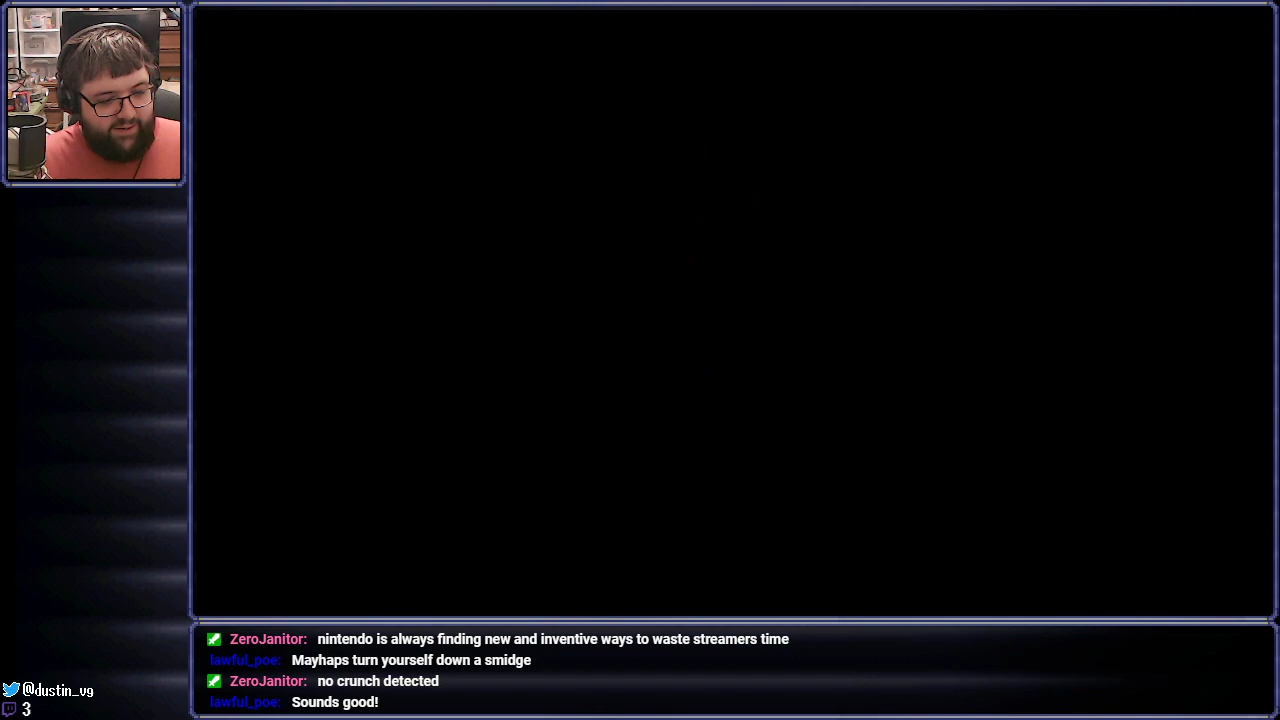 ZeroJanitor: nintendo is always finding new and inventive ways to waste streamers time
lawful_poe: Mayhaps turn yourself down a smidge
ZeroJanitor: no crunch detected
lawful_poe: Sounds good!
@dustin_vg
3